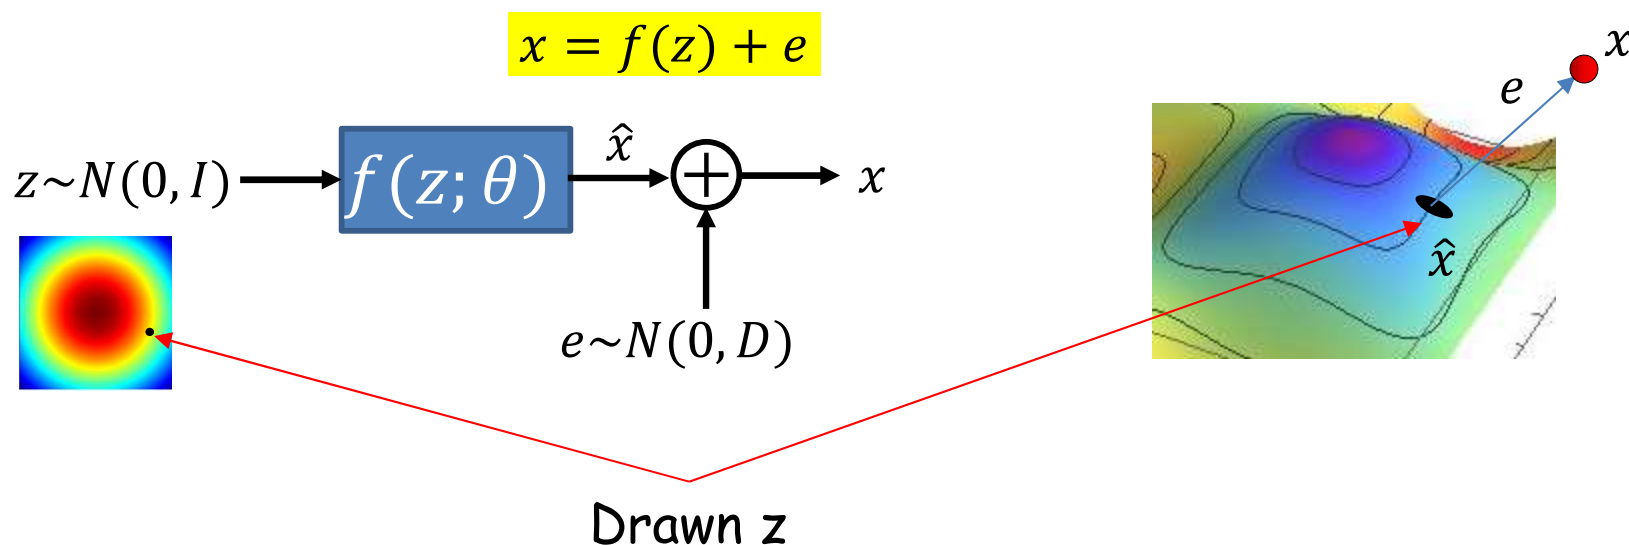 x = f(z) + e
z~N(0, I)
f(z; θ)
x̂
x
e~N(0, D)
Drawn z
x
e
x̂